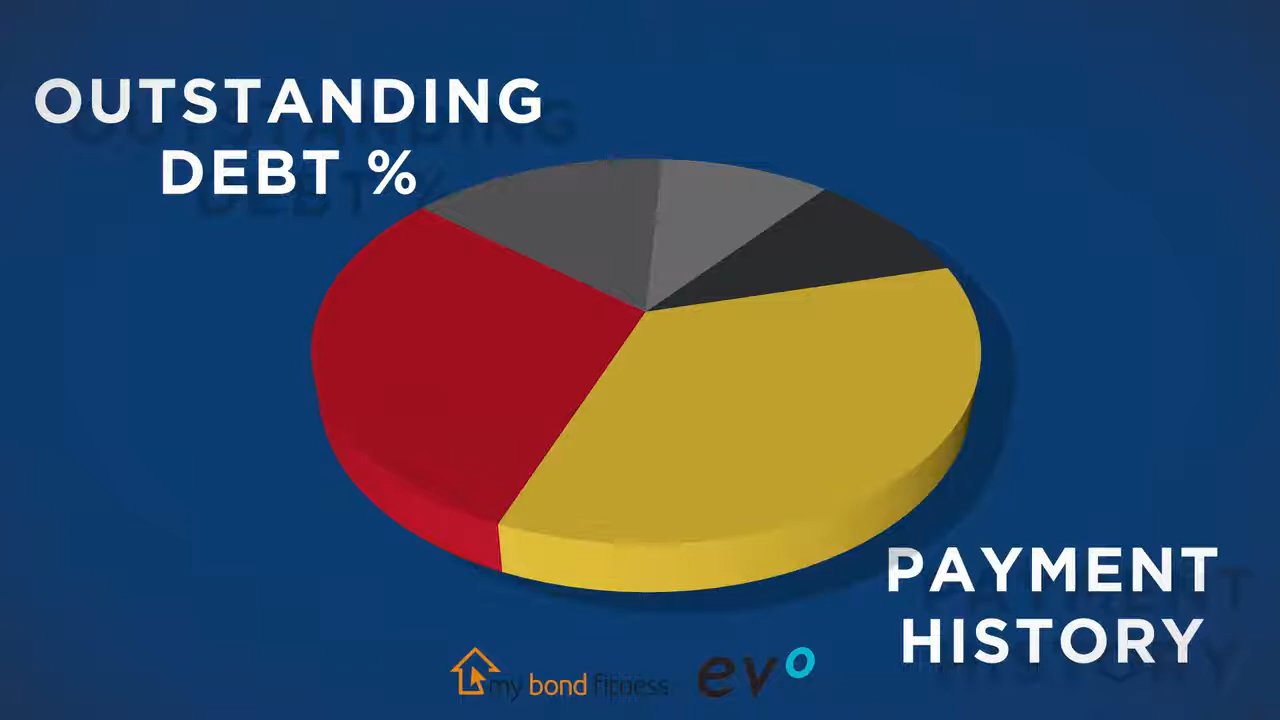 OUTSTANDING
DEBT %
PAYMENT
HISTORY
my bond fitness
evo